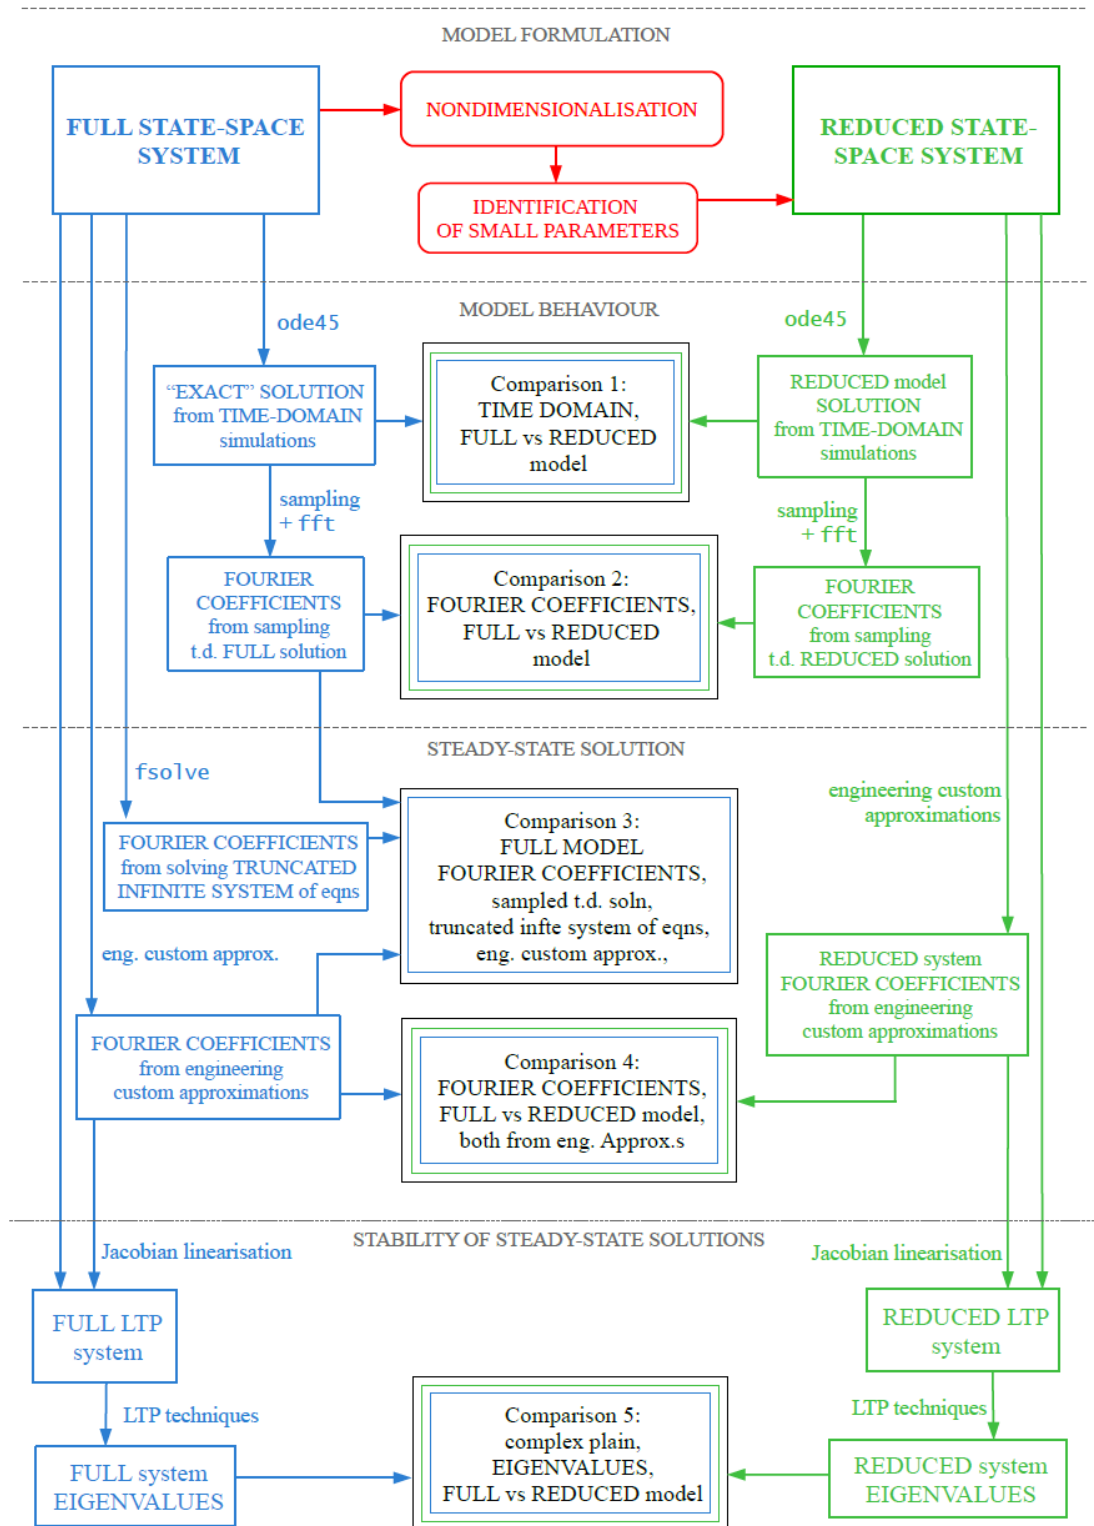 MODEL FORMULATION
FULL STATE-SPACE
SYSTEM
NONDIMENSIONALISATION
REDUCED STATE-
SPACE SYSTEM
IDENTIFICATION
OF SMALL PARAMETERS
MODEL BEHAVIOUR
ode45
ode45
“EXACT” SOLUTION
from TIME-DOMAIN
simulations
Comparison 1:
TIME DOMAIN,
FULL vs REDUCED
model
REDUCED model
SOLUTION
from TIME-DOMAIN
simulations
sampling
+ fft
sampling
+ fft
FOURIER
COEFFICIENTS
from sampling
t.d. FULL solution
Comparison 2:
FOURIER COEFFICIENTS,
FULL vs REDUCED
model
FOURIER
COEFFICIENTS
from sampling
t.d. REDUCED solution
STEADY-STATE SOLUTION
fsolve
engineering custom
approximations
FOURIER COEFFICIENTS
from solving TRUNCATED
INFINITE SYSTEM of eqns
Comparison 3:
FULL MODEL
FOURIER COEFFICIENTS,
sampled t.d. soln,
truncated infte system of eqns,
eng. custom approx.,
eng. custom approx.
REDUCED system
FOURIER COEFFICIENTS
from engineering
custom approximations
FOURIER COEFFICIENTS
from engineering
custom approximations
Comparison 4:
FOURIER COEFFICIENTS,
FULL vs REDUCED model,
both from eng. Approx.s
STABILITY OF STEADY-STATE SOLUTIONS
Jacobian linearisation
Jacobian linearisation
FULL LTP
system
REDUCED LTP
system
LTP techniques
LTP techniques
Comparison 5:
complex plain,
EIGENVALUES,
FULL vs REDUCED model
FULL system
EIGENVALUES
REDUCED system
EIGENVALUES